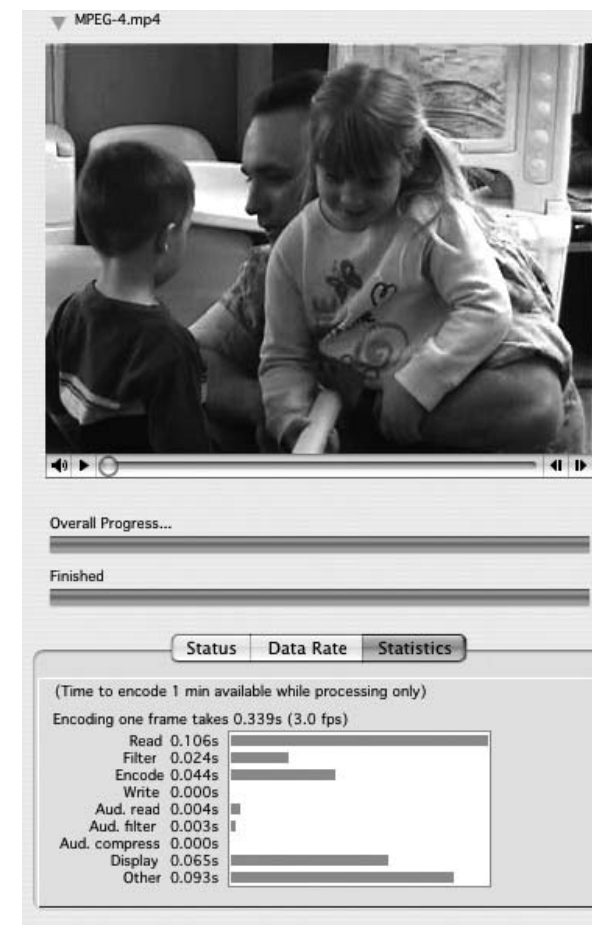 MPEG-4.mp4
Overall Progress...
Finished
Status Data Rate Statistics
(Time to encode 1 min available while processing only)
Encoding one frame takes 0.339s (3.0 fps)
Read 0.106s
Filter 0.024s
Encode 0.044s
Write 0.000s
Aud. read 0.004s
Aud. filter 0.003s
Aud. compress 0.000s
Display 0.065s
Other 0.093s